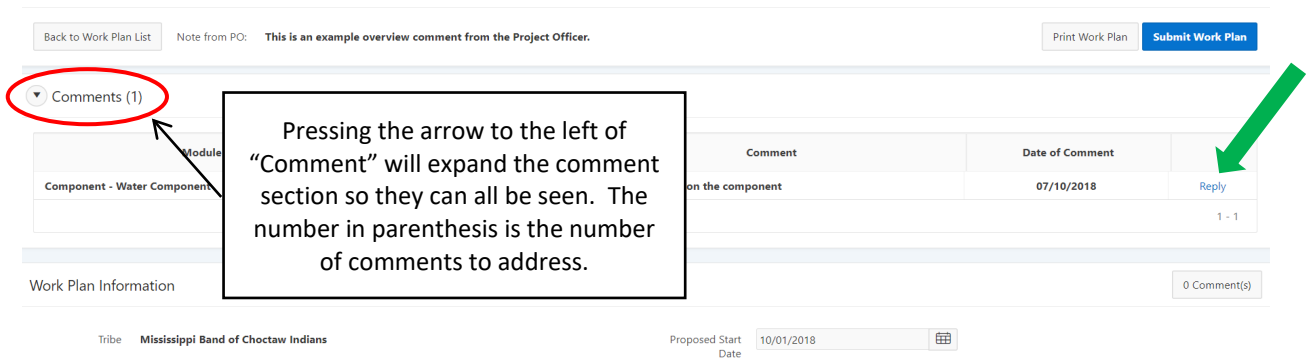 Back to Work Plan List Note from PO: This is an example overview comment from the Project Officer. Print Work Plan Submit Work Plan
Comments (1)
Pressing the arrow to the left of
“Comment” will expand the comment
section so they can all be seen. The
number in parenthesis is the number
of comments to address.
Module Comment Date of Comment
Component - Water Component on the component 07/10/2018 Reply
1 - 1
Work Plan Information 0 Comment(s)
Tribe Mississippi Band of Choctaw Indians Proposed Start 10/01/2018
Date